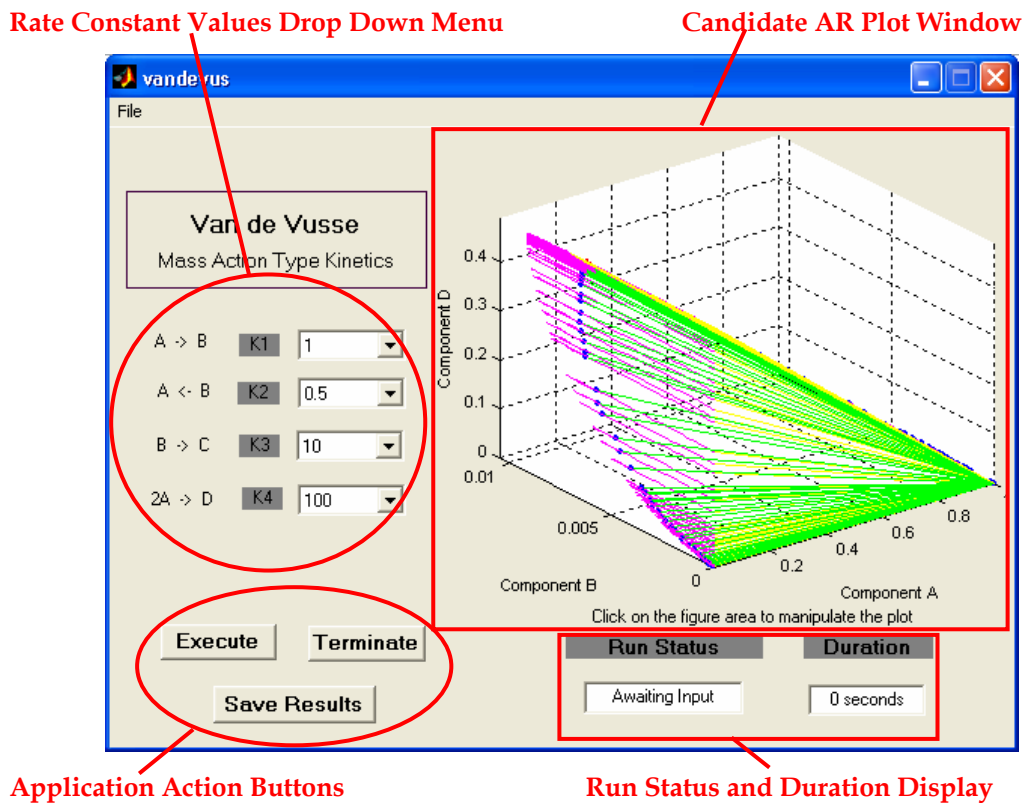 Rate Constant Values Drop Down Menu
Candidate AR Plot Window
vandevus
File
Van de Vusse
Mass Action Type Kinetics
A -> B K1 1
A <- B K2 0.5
B -> C K3 10
2A -> D K4 100
Execute
Terminate
Save Results
Component D
0.4
0.3
0.2
0.1
0
0.01
0.005
0
Component B
0.2
0.4
0.6
0.8
Component A
Click on the figure area to manipulate the plot
Run Status
Duration
Awaiting Input
0 seconds
Application Action Buttons
Run Status and Duration Display